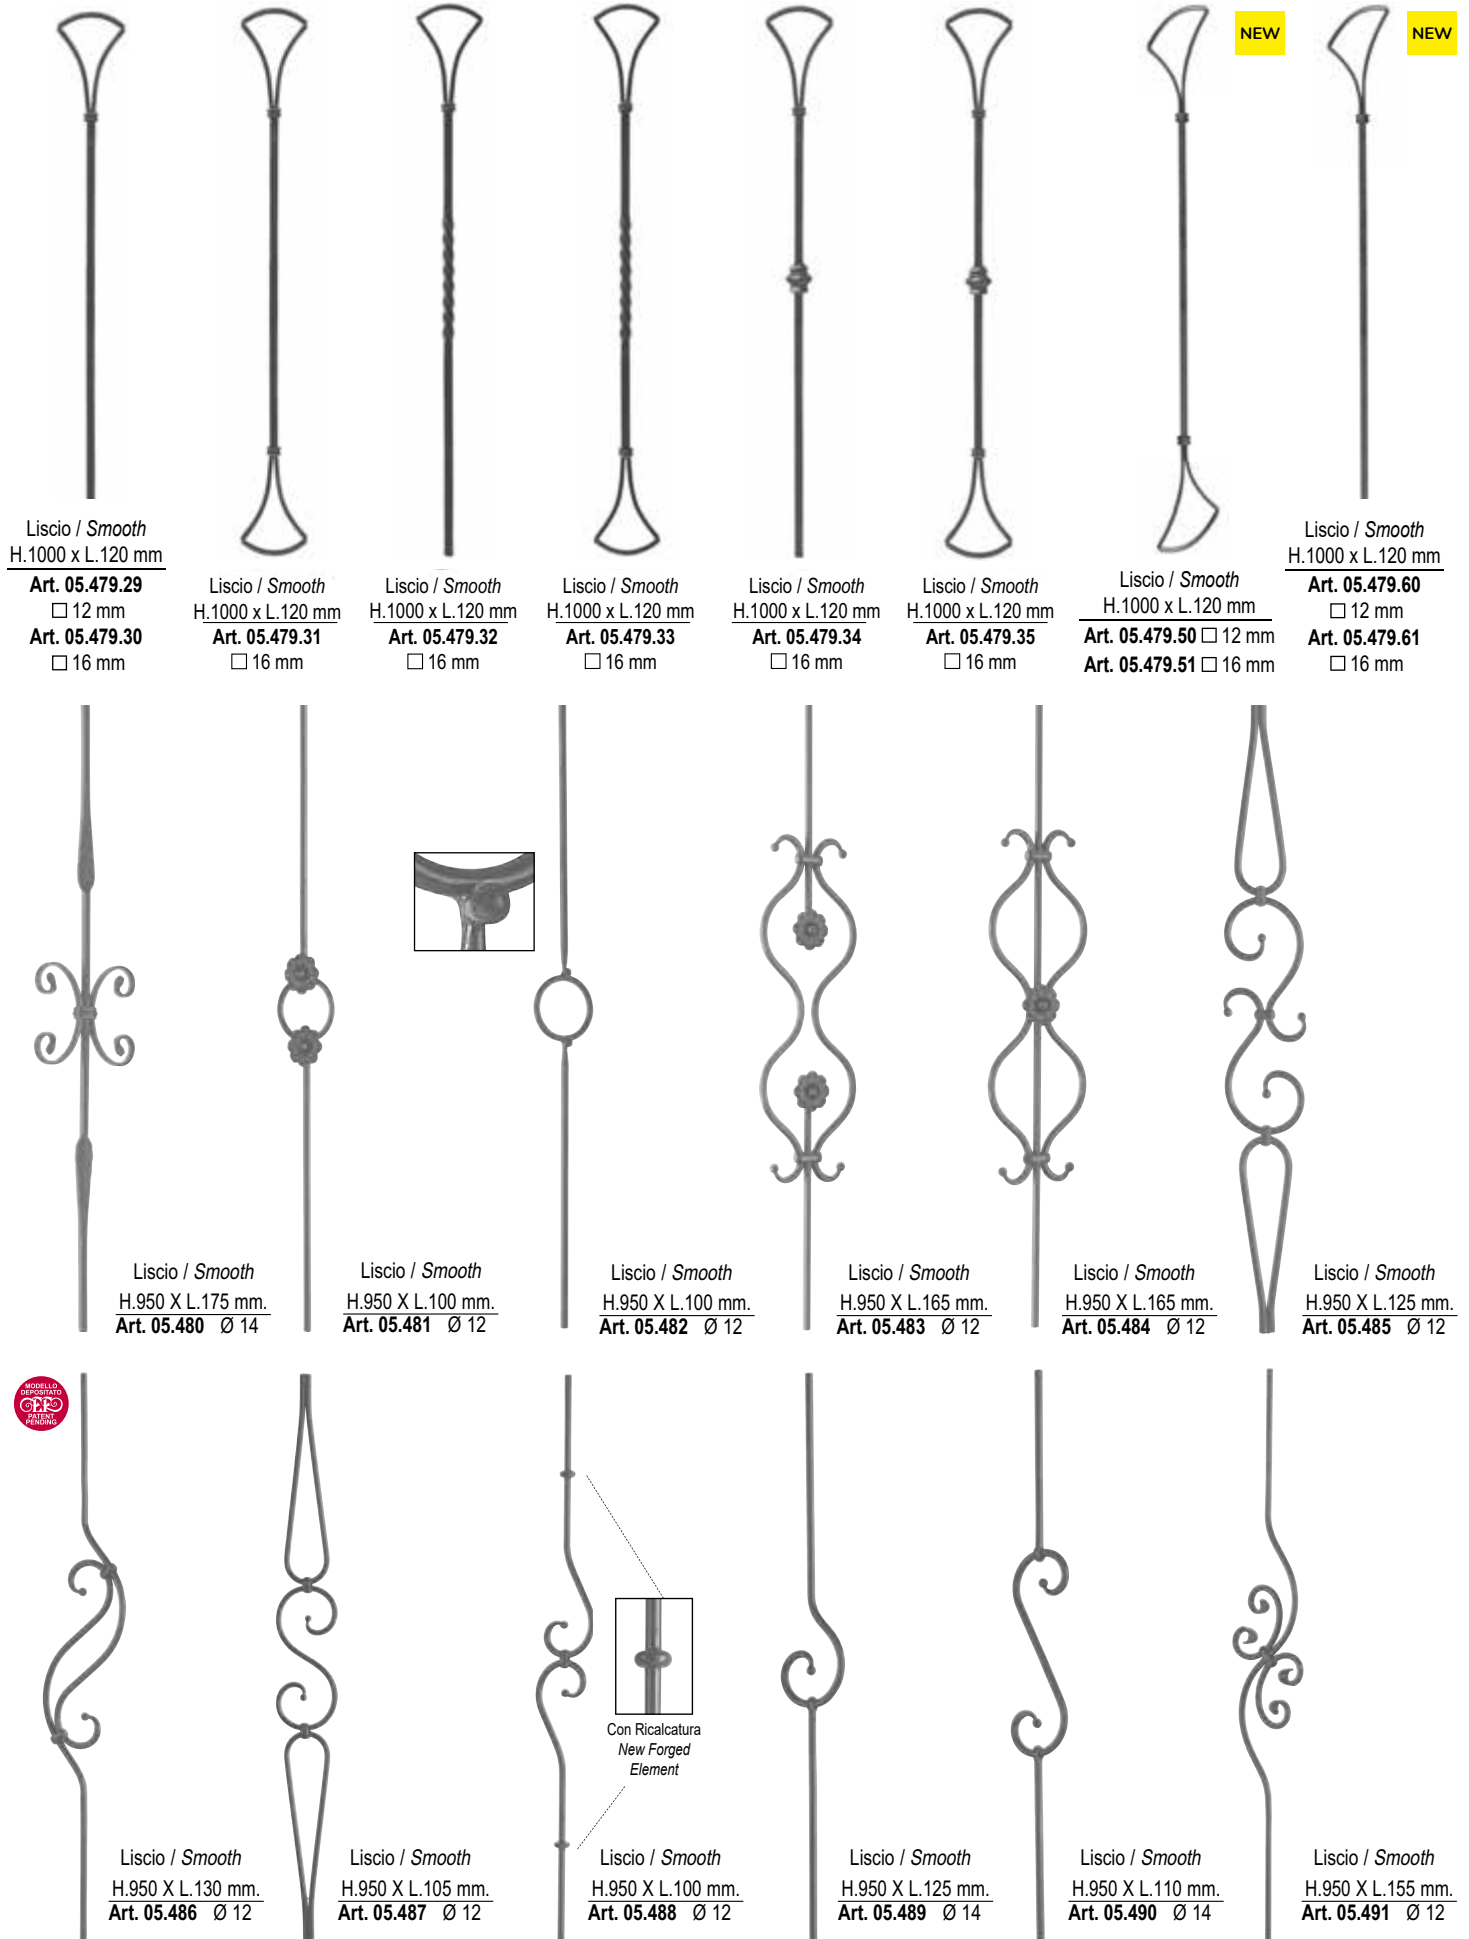 NEW
NEW
Liscio / Smooth
H.1000 x L.120 mm
Art. 05.479.29
□ 12 mm
Art. 05.479.30
□ 16 mm
Liscio / Smooth
H.1000 x L.120 mm
Art. 05.479.31
□ 16 mm
Liscio / Smooth
H.1000 x L.120 mm
Art. 05.479.32
□ 16 mm
Liscio / Smooth
H.1000 x L.120 mm
Art. 05.479.33
□ 16 mm
Liscio / Smooth
H.1000 x L.120 mm
Art. 05.479.34
□ 16 mm
Liscio / Smooth
H.1000 x L.120 mm
Art. 05.479.35
□ 16 mm
Liscio / Smooth
H.1000 x L.120 mm
Art. 05.479.50 □ 12 mm
Art. 05.479.51 □ 16 mm
Liscio / Smooth
H.1000 x L.120 mm
Art. 05.479.60
□ 12 mm
Art. 05.479.61
□ 16 mm
Liscio / Smooth
H.950 X L.175 mm.
Art. 05.480 Ø 14
Liscio / Smooth
H.950 X L.100 mm.
Art. 05.481 Ø 12
Liscio / Smooth
H.950 X L.100 mm.
Art. 05.482 Ø 12
Liscio / Smooth
H.950 X L.165 mm.
Art. 05.483 Ø 12
Liscio / Smooth
H.950 X L.165 mm.
Art. 05.484 Ø 12
Liscio / Smooth
H.950 X L.125 mm.
Art. 05.485 Ø 12
MODELLO
DEPOSITATO
PATENT
PENDING
Liscio / Smooth
H.950 X L.130 mm.
Art. 05.486 Ø 12
Liscio / Smooth
H.950 X L.105 mm.
Art. 05.487 Ø 12
Con Ricalcatura
New Forged
Element
Liscio / Smooth
H.950 X L.100 mm.
Art. 05.488 Ø 12
Liscio / Smooth
H.950 X L.125 mm.
Art. 05.489 Ø 14
Liscio / Smooth
H.950 X L.110 mm.
Art. 05.490 Ø 14
Liscio / Smooth
H.950 X L.155 mm.
Art. 05.491 Ø 12